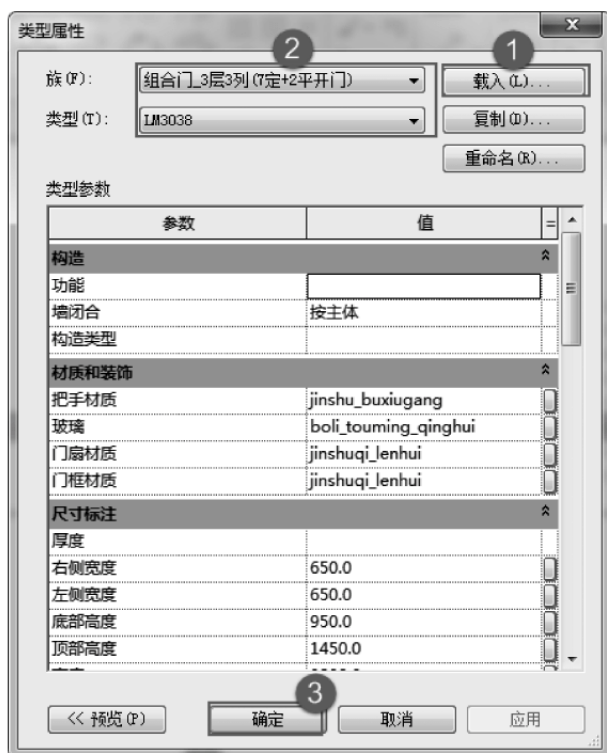 类型属性
2
1
族(F):
组合门_3层3列(7定+2平开门)
载入(L)...
类型(T):
LM3038
复制(D)...
重命名(R)...
类型参数
参数 值 =
构造
功能
墙闭合 按主体
构造类型
材质和装饰
把手材质 jinshu_buxiugang
玻璃 boli_touming_qinghui
门扇材质 jinshuqi_lenhui
门框材质 jinshuqi_lenhui
尺寸标注
厚度
右侧宽度 650.0
左侧宽度 650.0
底部高度 950.0
顶部高度 1450.0
3
<< 预览(P) 确定 取消 应用